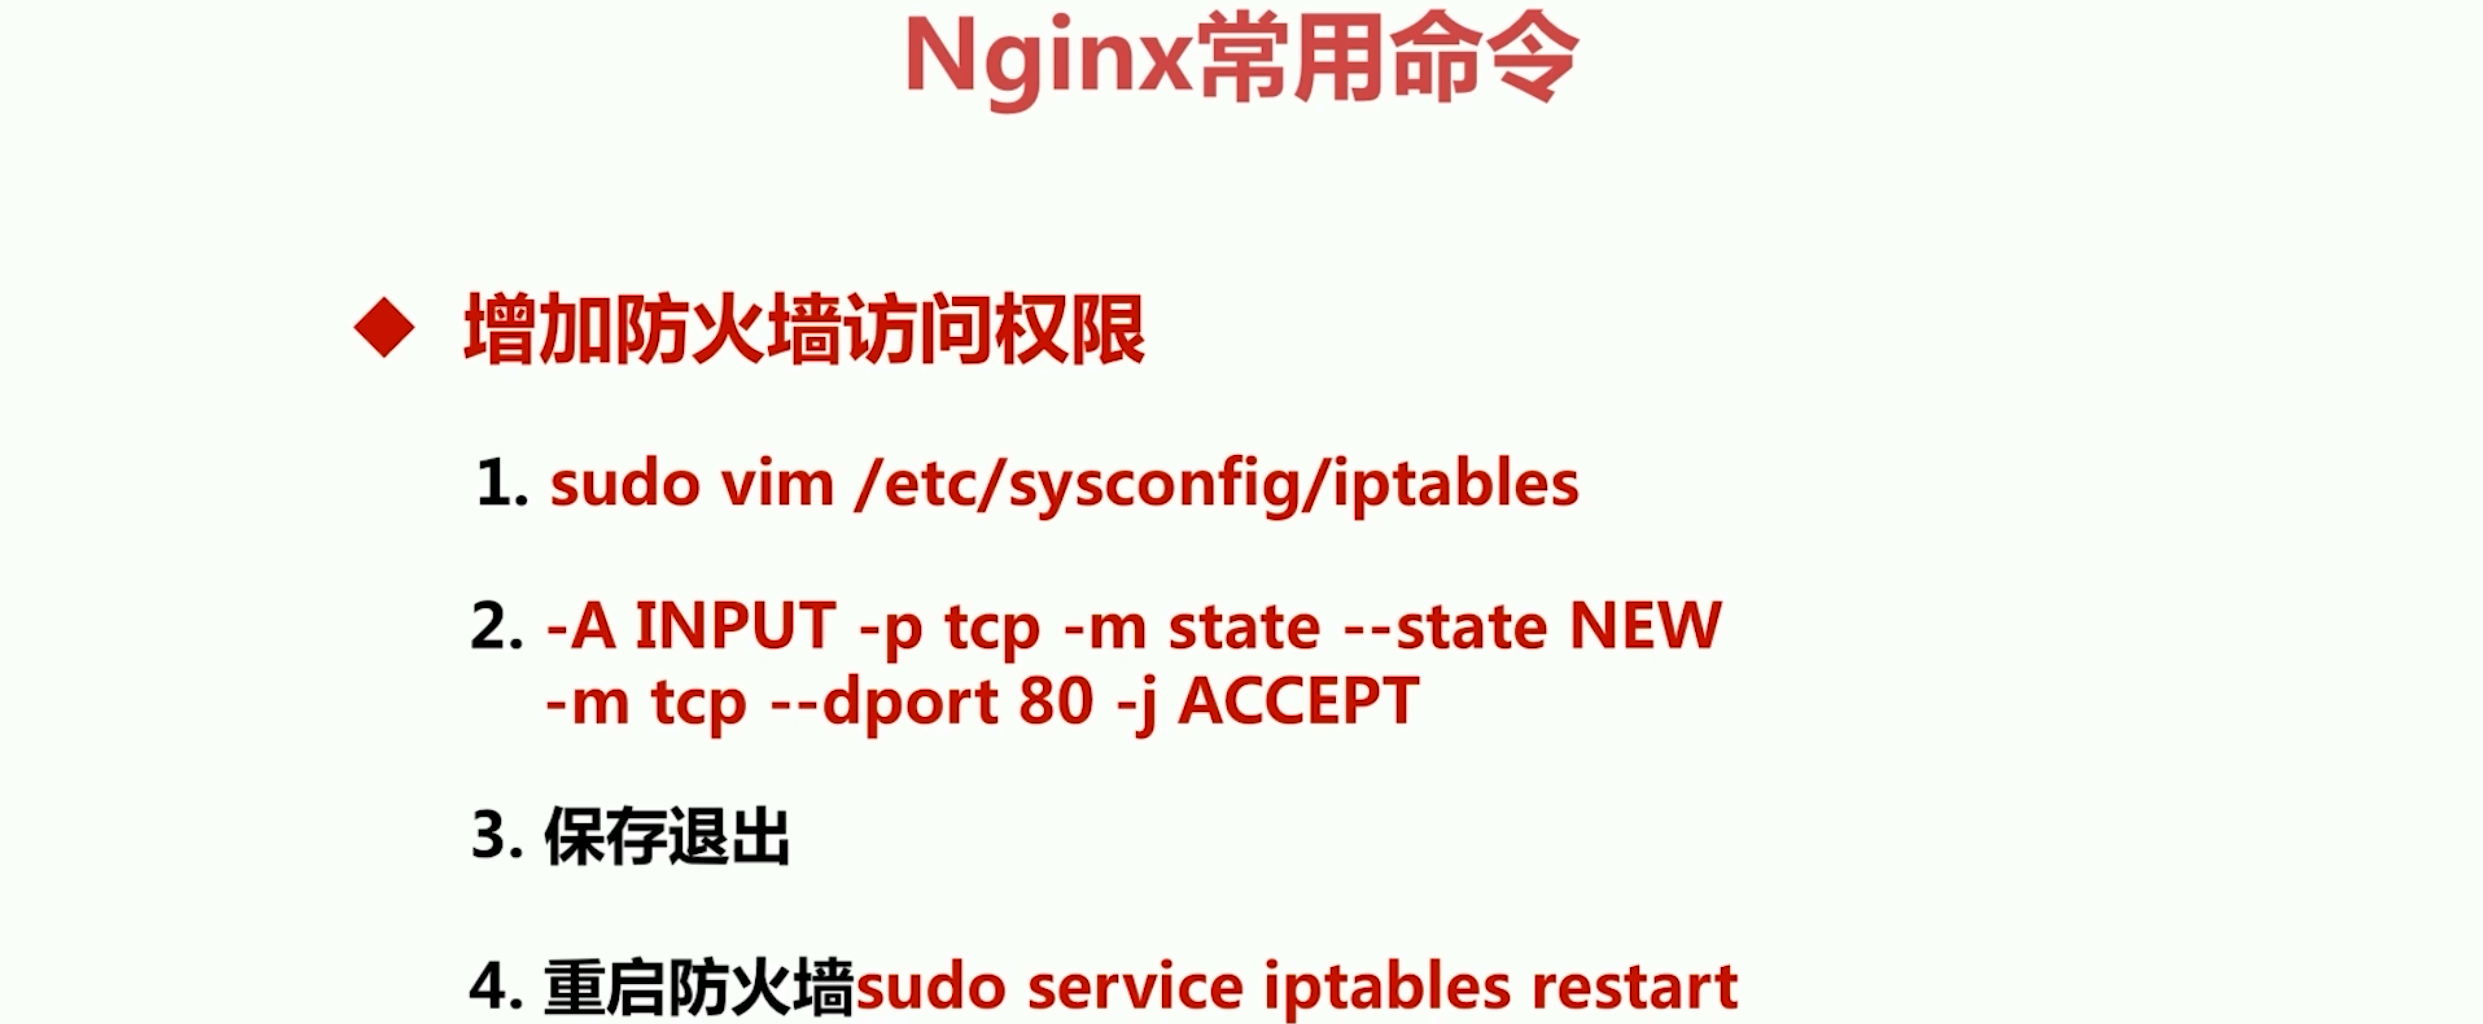 Nginx常用命令
◆ 增加防火墙访问权限
1. sudo vim /etc/sysconfig/iptables
2. -A INPUT -p tcp -m state --state NEW
-m tcp --dport 80 -j ACCEPT
3. 保存退出
4. 重启防火墙sudo service iptables restart